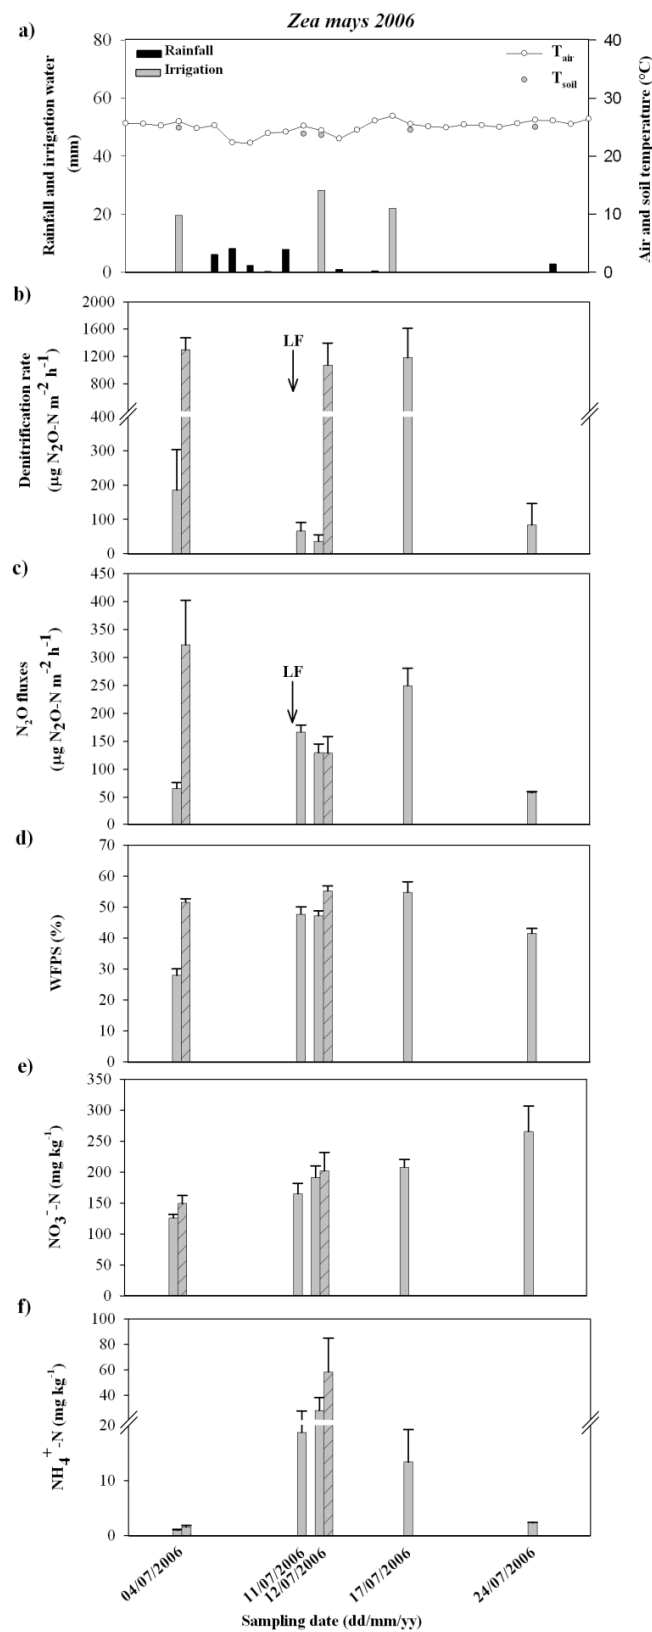 Zea mays 2006
a)
Rainfall
Irrigation
T air
T soil
80
60
40
20
0
Rainfall and irrigation water
(mm)
40
30
20
10
0
Air and soil temperature (°C)
b)
2000
1600
1200
800
400
300
200
100
0
Denitrification rate
(µg N₂O-N m⁻² h⁻¹)
LF
c)
450
400
350
300
250
200
150
100
50
0
N₂O fluxes
(µg N₂O-N m⁻² h⁻¹)
LF
d)
70
60
50
40
30
20
10
0
WFPS (%)
e)
350
300
250
200
150
100
50
0
NO₃⁻-N (mg kg⁻¹)
f)
100
80
60
40
20
10
0
NH₄⁺-N (mg kg⁻¹)
04/07/2006
11/07/2006
12/07/2006
17/07/2006
24/07/2006
Sampling date (dd/mm/yy)